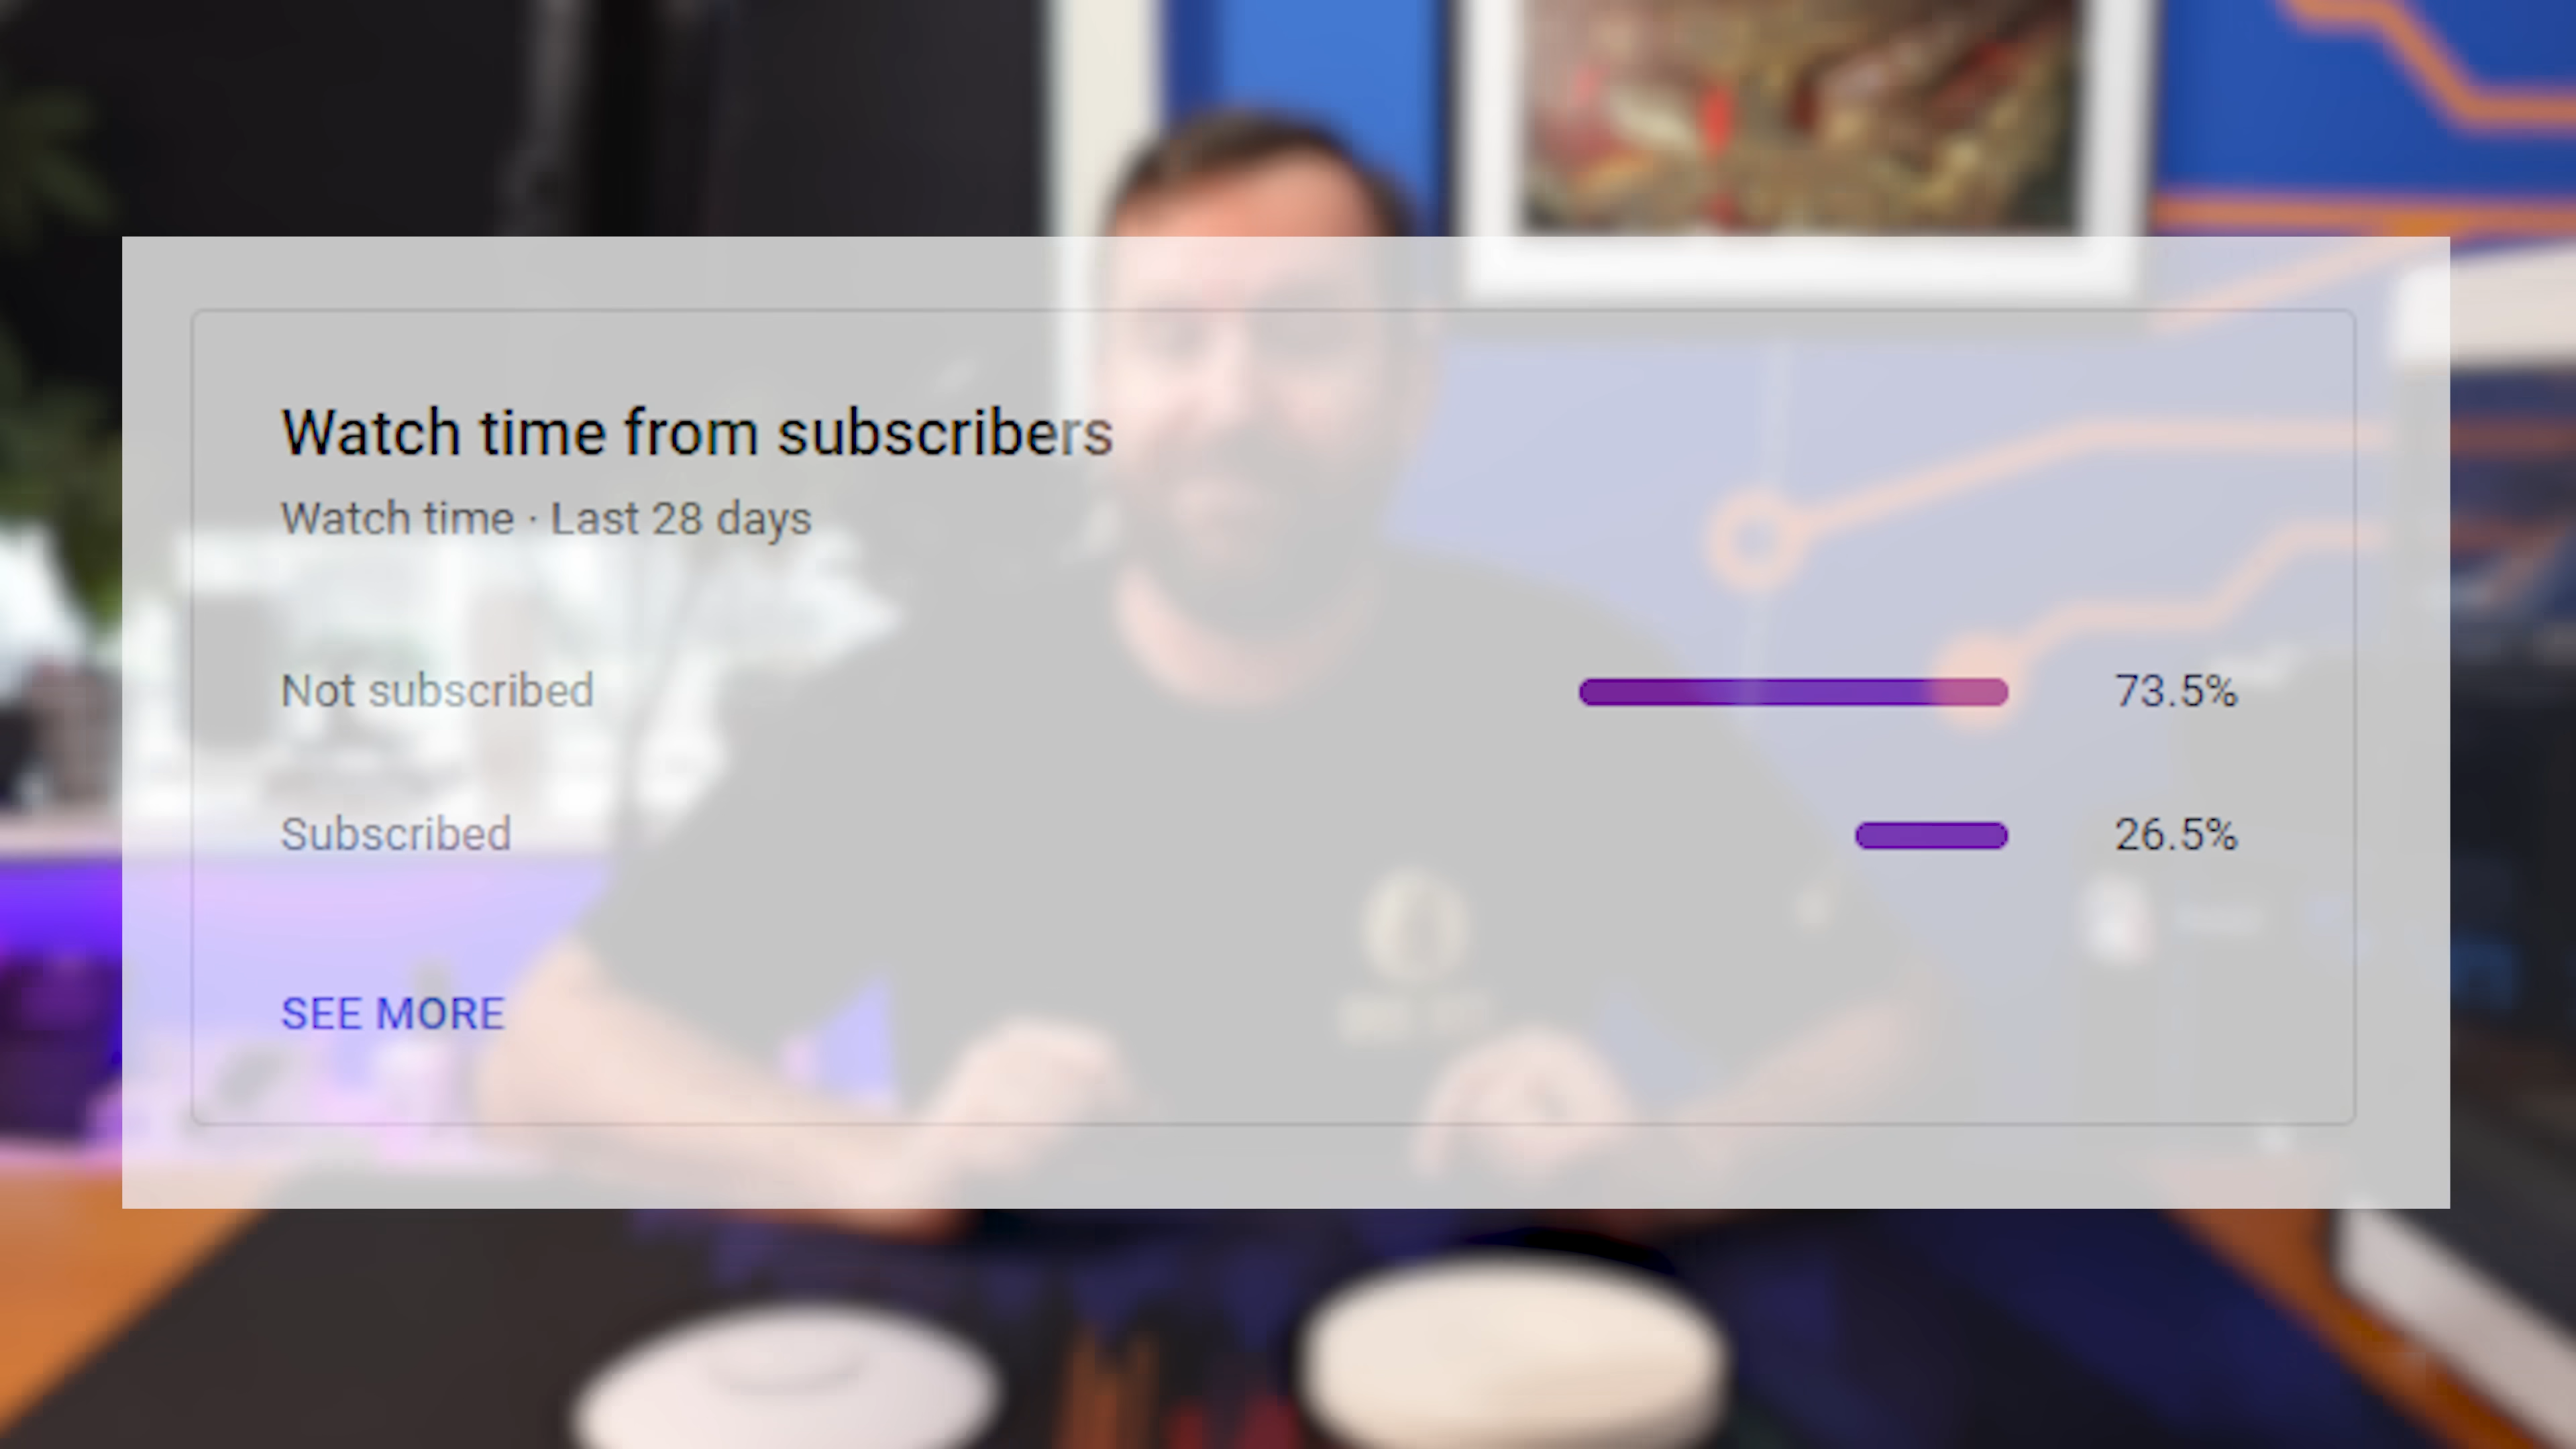 Watch time from subscribers
Watch time · Last 28 days
Not subscribed 73.5%
Subscribed 26.5%
SEE MORE